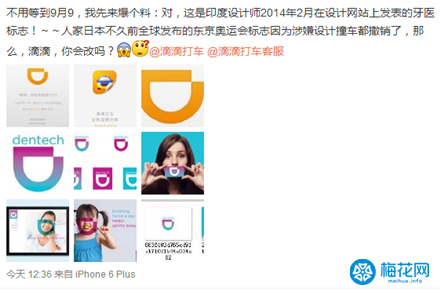 不用等到9月9，我先来爆个料：对，这是印度设计师2014年2月在设计网站上发表的牙医
标志！～～人家日本不久前全球发布的东京奥运会标志因为涉嫌设计撞车都撤销了，那
么，滴滴，你会改吗？@滴滴打车 @滴滴打车客服
dentech
今天 12:36 来自 iPhone 6 Plus
梅花网
meihua.info